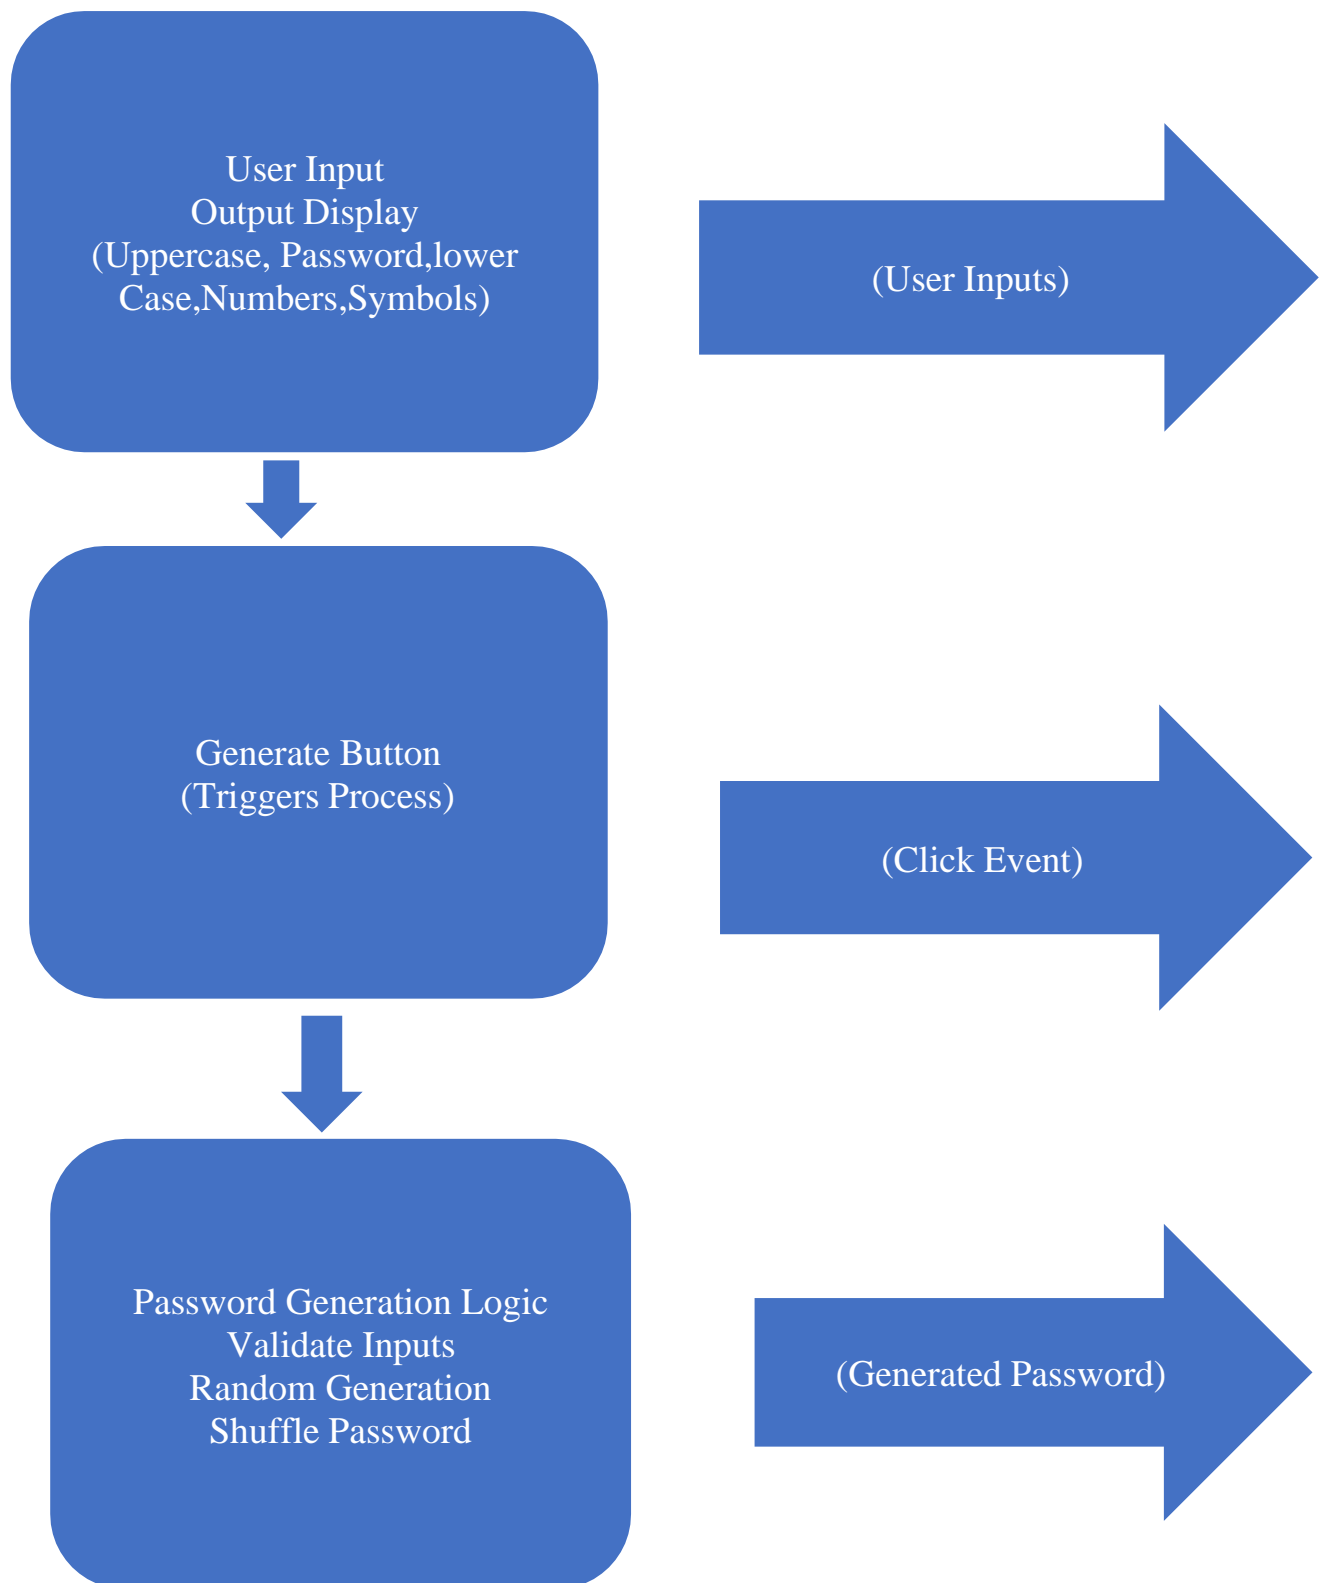 User Input
Output Display
(Uppercase, Password,lower
Case,Numbers,Symbols)
(User Inputs)
Generate Button
(Triggers Process)
(Click Event)
Password Generation Logic
Validate Inputs
Random Generation
Shuffle Password
(Generated Password)